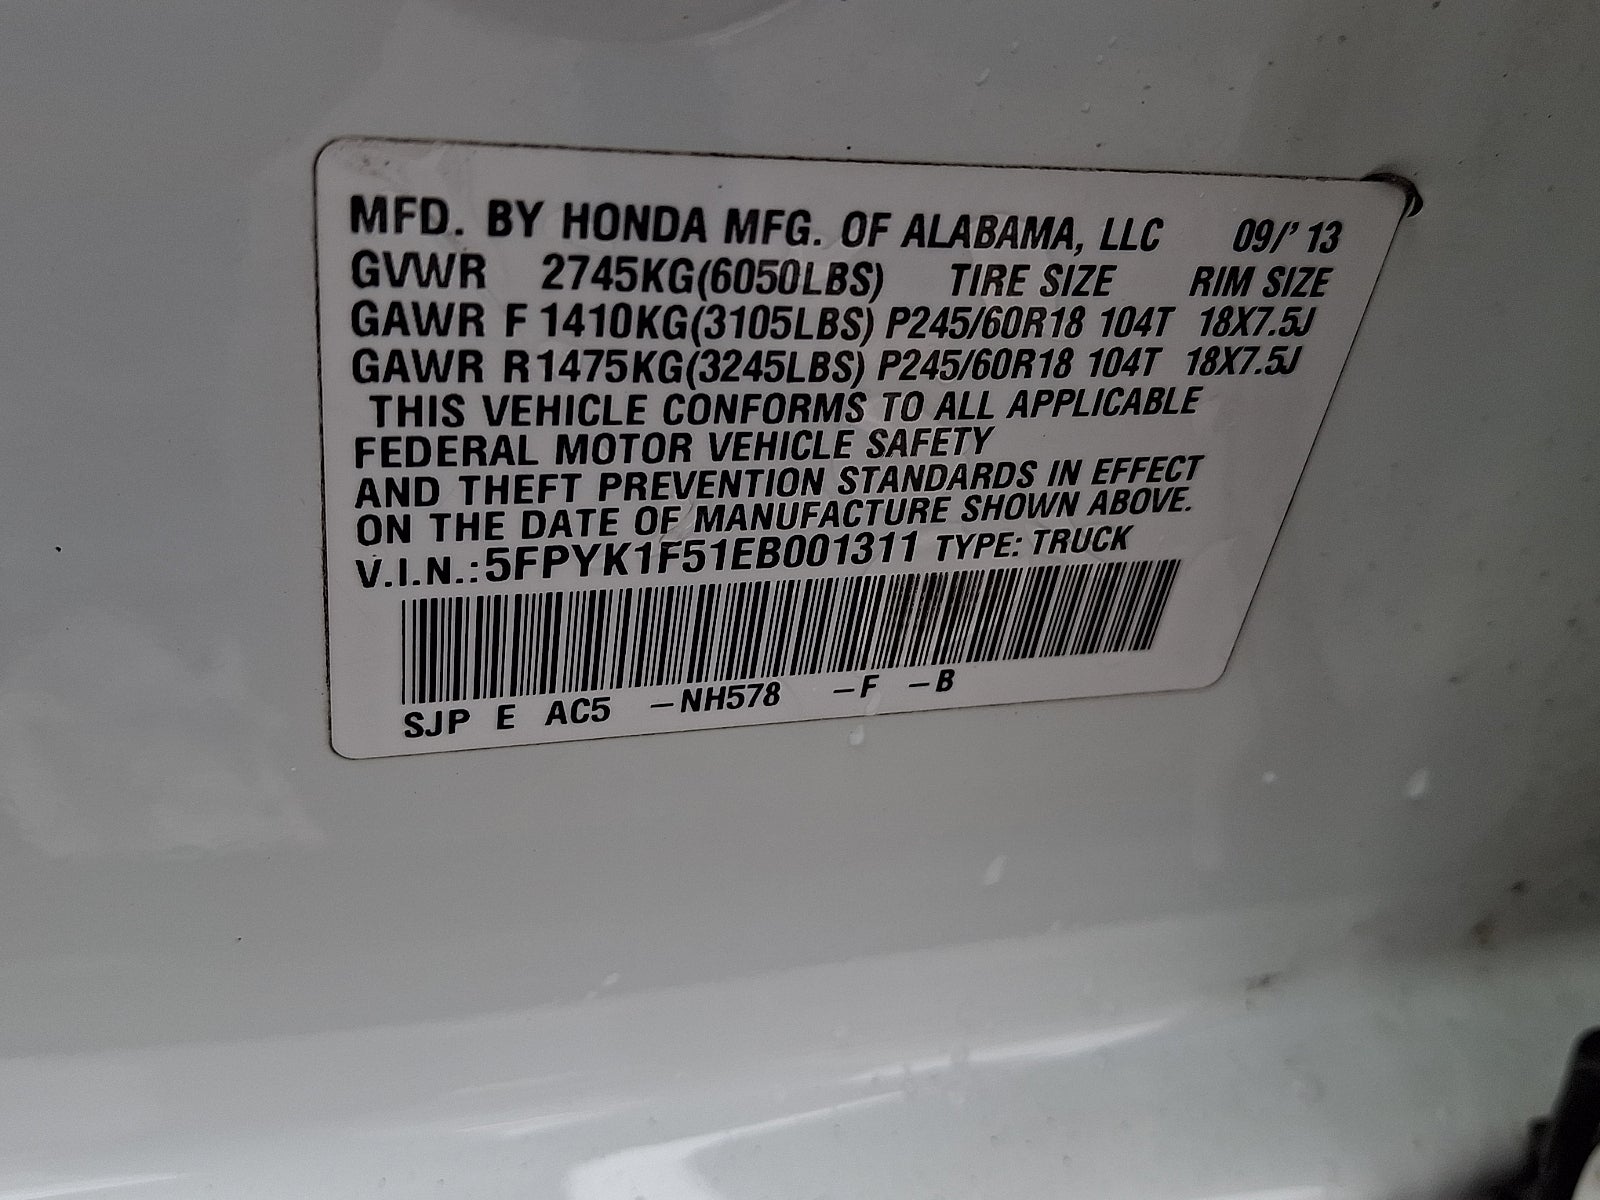 MFD. BY HONDA MFG. OF ALABAMA, LLC 09/' 13
GVWR 2745KG(6050LBS) TIRE SIZE RIM SIZE
GAWR F 1410KG(3105LBS) P245/60R18 104T 18X7.5J
GAWR R1475KG(3245LBS) P245/60R18 104T 18X7.5J
THIS VEHICLE CONFORMS TO ALL APPLICABLE
FEDERAL MOTOR VEHICLE SAFETY
AND THEFT PREVENTION STANDARDS IN EFFECT
ON THE DATE OF MANUFACTURE SHOWN ABOVE.
V.I.N.:5FPYK1F51EB001311 TYPE: TRUCK
SJP E AC5 –NH578 –F –B